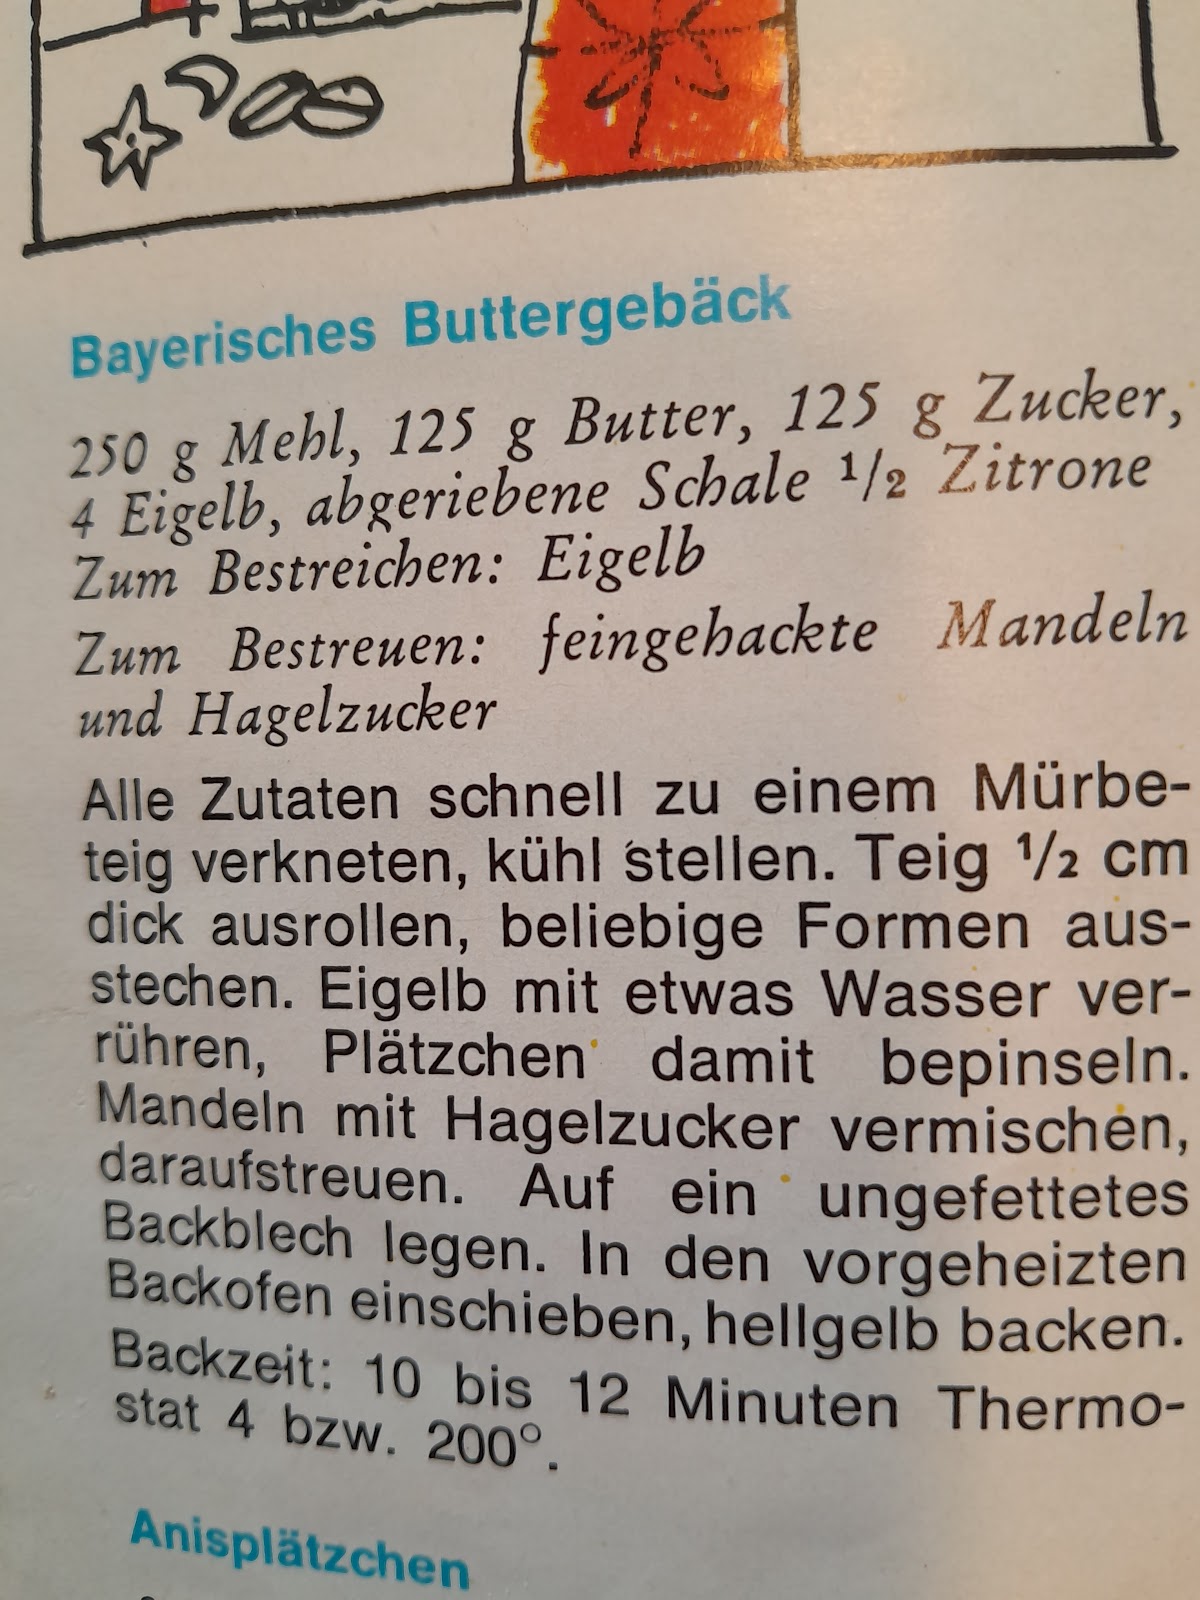 Bayerisches Buttergebäck
250 g Mehl, 125 g Butter, 125 g Zucker,
4 Eigelb, abgeriebene Schale ¹/₂ Zitrone
Zum Bestreichen: Eigelb
Zum Bestreuen: feingehackte Mandeln
und Hagelzucker
Alle Zutaten schnell zu einem Mürbe-
teig verkneten, kühl stellen. Teig ¹/₂ cm
dick ausrollen, beliebige Formen aus-
stechen. Eigelb mit etwas Wasser ver-
rühren, Plätzchen damit bepinseln.
Mandeln mit Hagelzucker vermischen,
daraufstreuen. Auf ein ungefettetes
Backblech legen. In den vorgeheizten
Backofen einschieben, hellgelb backen.
Backzeit: 10 bis 12 Minuten Thermo-
stat 4 bzw. 200°.
Anisplätzchen